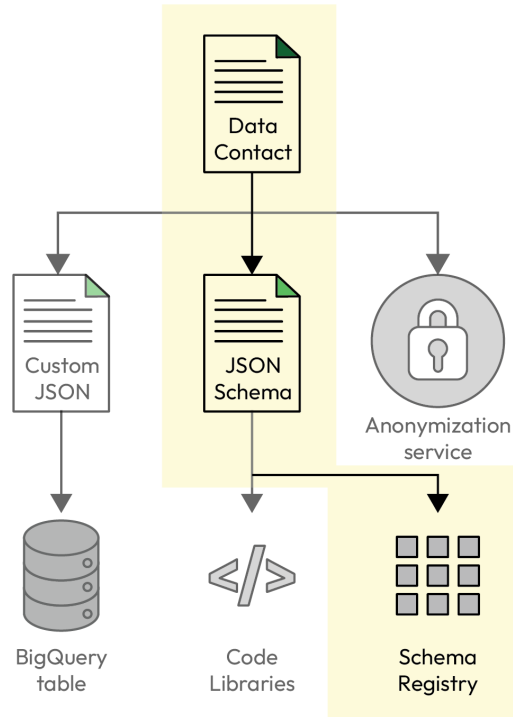 Data
Contact
Custom
JSON
JSON
Schema
Anonymization
service
BigQuery
table
Code
Libraries
Schema
Registry